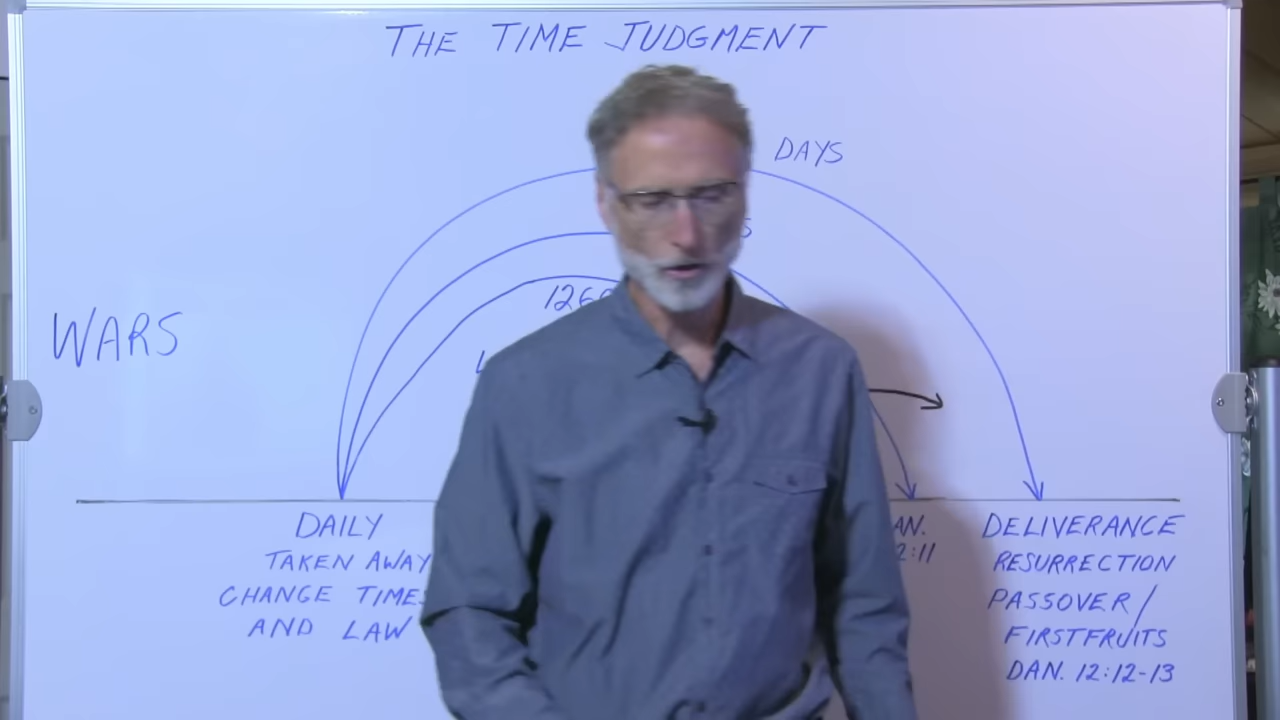 THE TIME JUDGMENT
DAYS
WARS
DAILY
TAKEN AWAY
CHANGE TIMES
AND LAW
DELIVERANCE
RESURRECTION
PASSOVER/
FIRSTFRUITS
DAN. 12:12-13